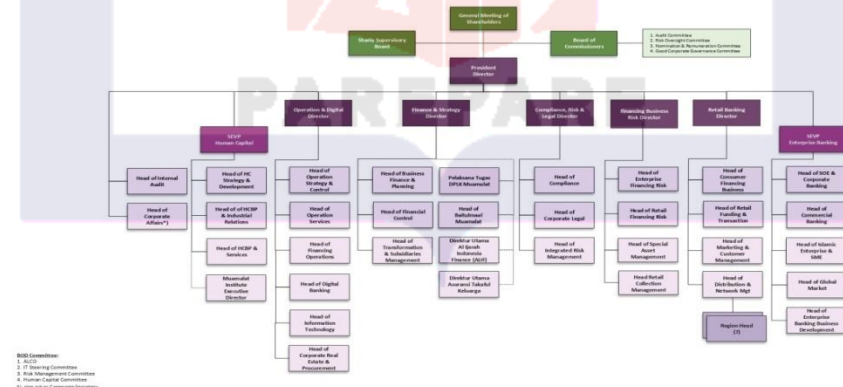 General Meeting of
Shareholders
Sharia Supervisory
Board
Board of
Commissioners
1. Audit Committee
2. Risk Oversight Committee
3. Nomination & Remuneration Committee
4. Good Corporate Governance Committee
President
Director
PAREPARE
Operation & Digital
Director
Finance & Strategy
Director
Compliance, Risk &
Legal Director
Financing Business
Risk Director
Retail Banking
Director
SEVP
Human Capital
SEVP
Enterprise Banking
Head of Internal
Audit
Head of
Corporate
Affairs*)
Head of HC
Strategy &
Development
Head of of HCBP
& Industrial
Relations
Head of HCBP &
Services
Muamalat
Institute
Executive
Director
Head of
Operation
Strategy &
Control
Head of
Operation
Services
Head of
Financing
Operations
Head of Digital
Banking
Head of
Information
Technology
Head of
Corporate Real
Estate &
Procurement
Head of Business
Finance &
Planning
Head of Financial
Control
Head of
Transformation
& Subsidiaries
Management
Pelaksana Tugas
DPLK Muamalat
Head of
Baitulmaal
Muamalat
Direktur Utama
Al Ijarah
Indonesia
Finance (ALIF)
Direktur Utama
Asuransi Takaful
Keluarga
Head of
Compliance
Head of
Corporate Legal
Head of
Integrated Risk
Management
Head of
Enterprise
Financing Risk
Head of Retail
Financing Risk
Head of Special
Asset
Management
Head Retail
Collection
Management
Head of
Consumer
Financing
Business
Head of Retail
Funding &
Transaction
Head of
Marketing &
Customer
Management
Head of
Distribution &
Network Mgt
Region Head
(7)
Head of SOE &
Corporate
Banking
Head of
Commercial
Banking
Head of Islamic
Enterprise &
SME
Head of Global
Market
Head of
Enterprise
Banking Business
Development
BOD Committee:
1. ALCO
2. IT Steering Committee
3. Risk Management Committee
4. Human Capital Committee
Corporate Secretary